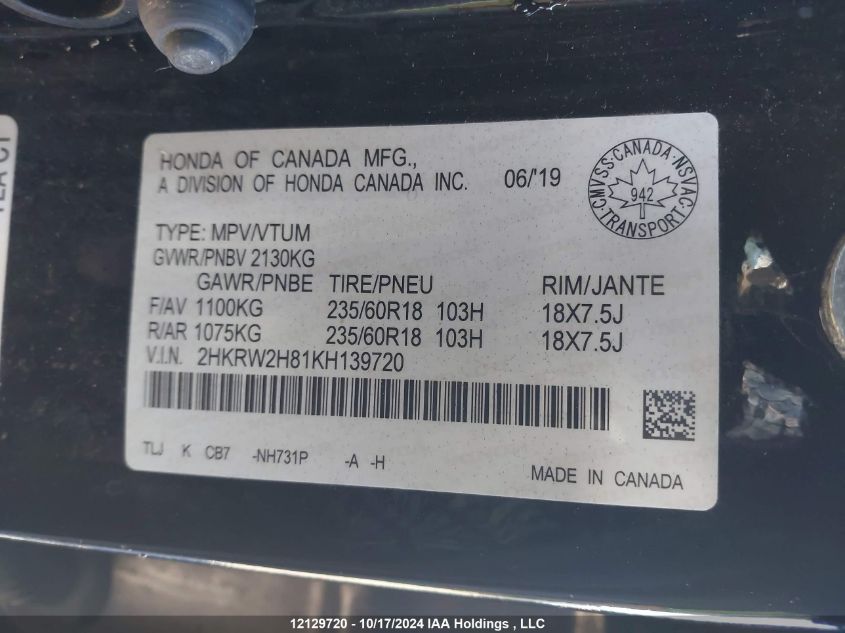 HONDA OF CANADA MFG.,
A DIVISION OF HONDA CANADA INC. 06/'19
CMVSS · CANADA · NSVAC
942
TRANSPORT
TYPE: MPV/VTUM
GVWR/PNBV 2130KG
GAWR/PNBE TIRE/PNEU RIM/JANTE
F/AV 1100KG 235/60R18 103H 18X7.5J
R/AR 1075KG 235/60R18 103H 18X7.5J
V.I.N. 2HKRW2H81KH139720
TLJ K CB7 -NH731P -A -H
MADE IN CANADA
12129720 - 10/17/2024 IAA Holdings , LLC